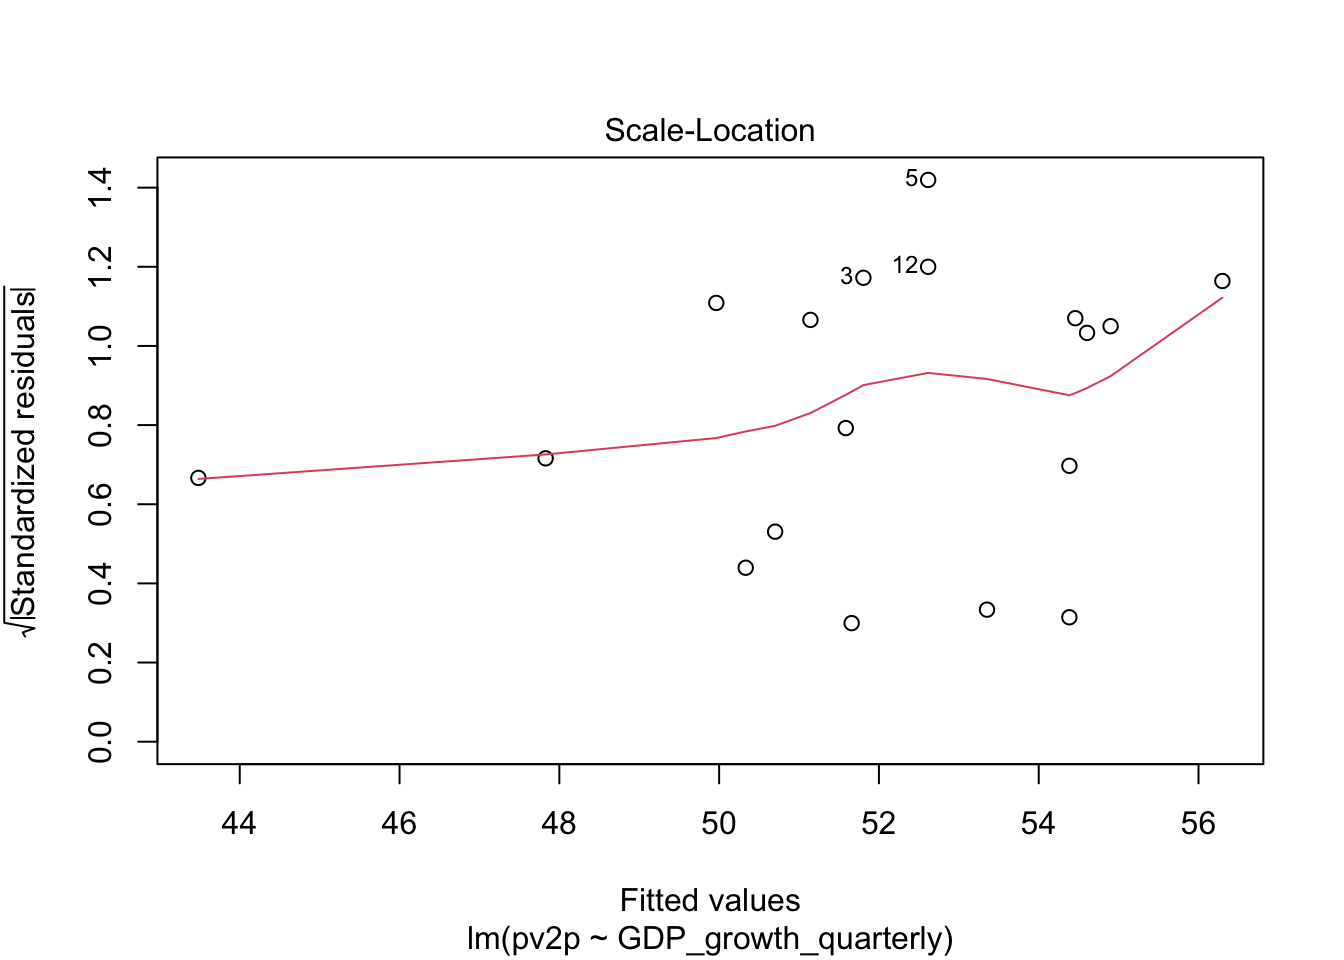 Scale-Location
√|Standardized residuals|
1.4
1.2
1.0
0.8
0.6
0.4
0.2
0.0
5
12
3
44 46 48 50 52 54 56
Fitted values
lm(pv2p ~ GDP_growth_quarterly)